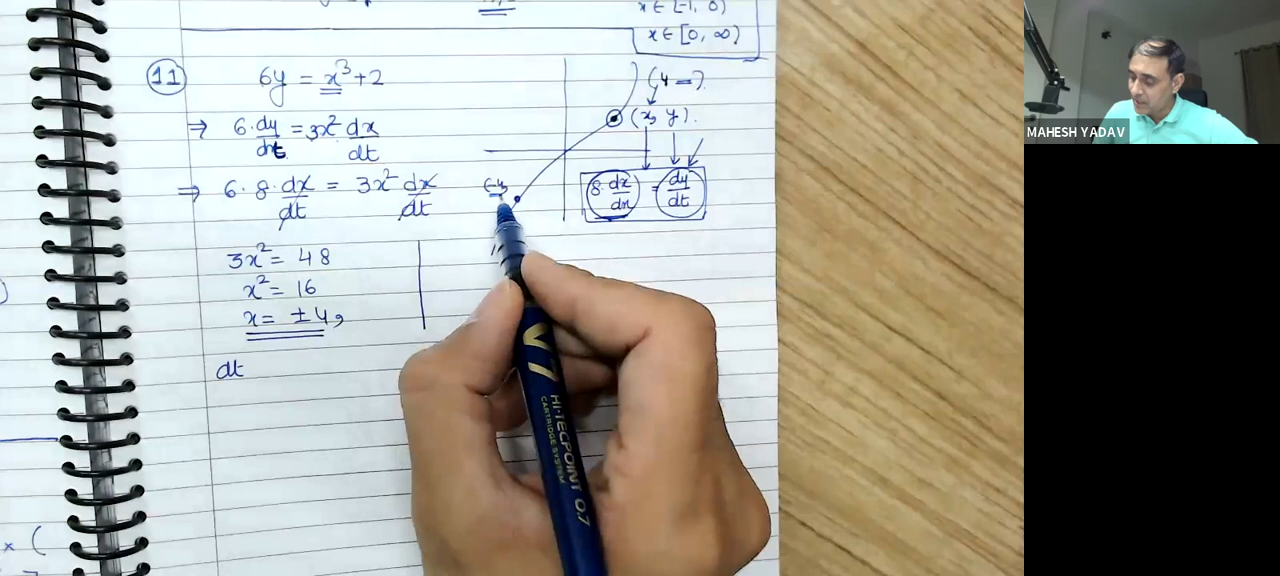 x ∈ [-1, 0)
x ∈ [0, ∞)
11 6y = x³ + 2
⇒ 6. dy/dt = 3x² dx/dt
⇒ 6 · 8 · dx/dt = 3x² dx/dt
3x² = 48
x² = 16
x = ±4,
dt
(4 —).
(x, y)
8. dx/dn = dy/dt
(-4
x (
V7
HI-TECPOINT 0.7
CARTRIDGE SYSTEM
MAHESH YADAV